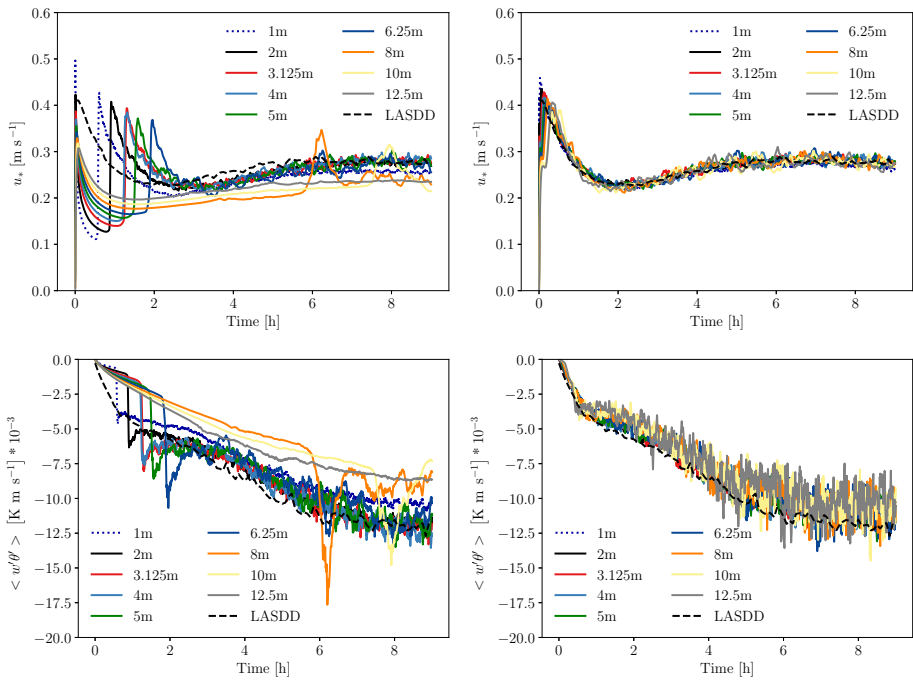 0.6
0.5
0.4
0.3
0.2
0.1
0.0
u* [m s⁻¹]
1m
2m
3.125m
4m
5m
6.25m
8m
10m
12.5m
LASDD
0 2 4 6 8
Time [h]
0.6
0.5
0.4
0.3
0.2
0.1
0.0
u* [m s⁻¹]
1m
2m
3.125m
4m
5m
6.25m
8m
10m
12.5m
LASDD
0 2 4 6 8
Time [h]
0.0
−2.5
−5.0
−7.5
−10.0
−12.5
−15.0
−17.5
−20.0
< w′θ′ > [K m s⁻¹] * 10⁻³
1m
2m
3.125m
4m
5m
6.25m
8m
10m
12.5m
LASDD
0 2 4 6 8
Time [h]
0.0
−2.5
−5.0
−7.5
−10.0
−12.5
−15.0
−17.5
−20.0
< w′θ′ > [K m s⁻¹] * 10⁻³
1m
2m
3.125m
4m
5m
6.25m
8m
10m
12.5m
LASDD
0 2 4 6 8
Time [h]